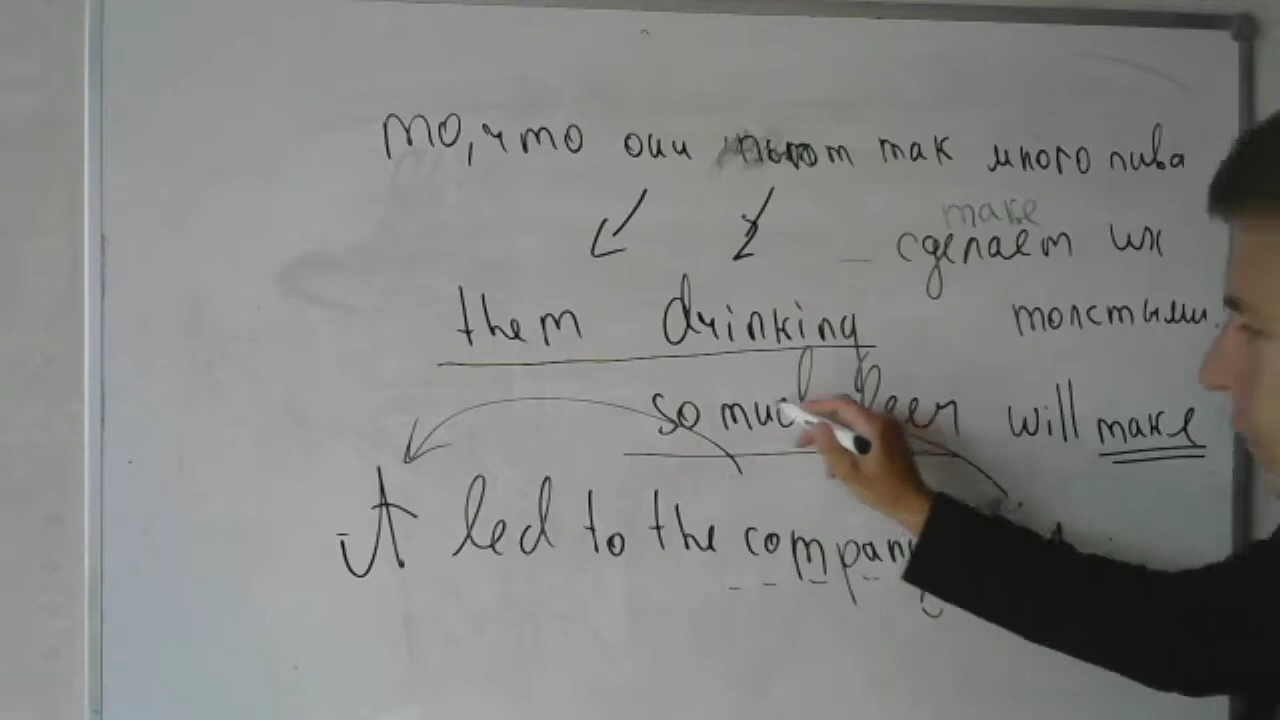 то, что они пьют так много пива
make
сделает их
толстыми.
them drinking
so much beer will make
It led to the company